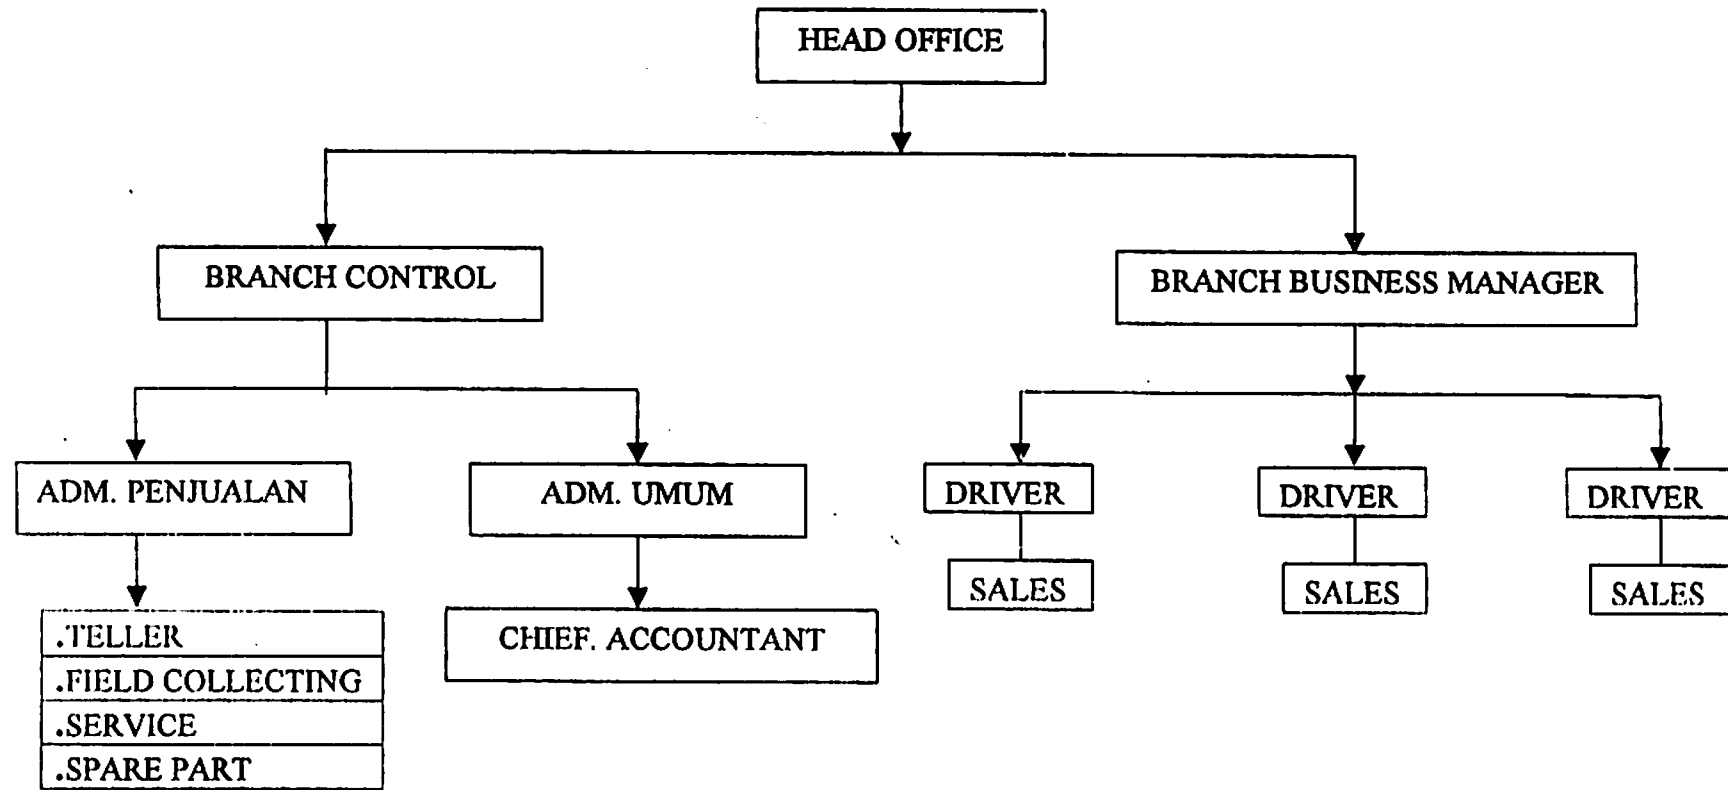 HEAD OFFICE
BRANCH CONTROL
BRANCH BUSINESS MANAGER
ADM. PENJUALAN
ADM. UMUM
DRIVER
DRIVER
DRIVER
SALES
SALES
SALES
.TELLER
.FIELD COLLECTING
.SERVICE
.SPARE PART
CHIEF. ACCOUNTANT